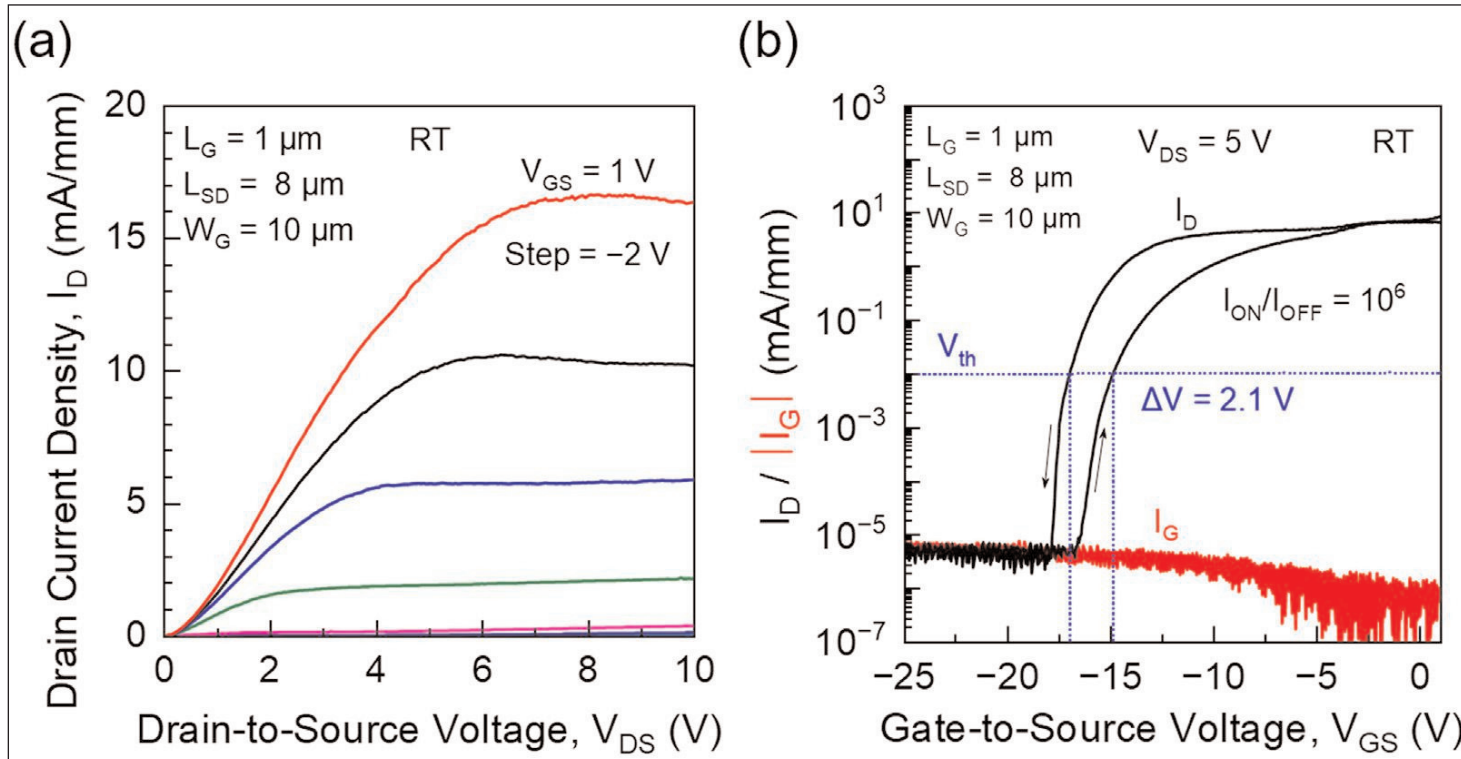 (a)
Drain Current Density, I_D (mA/mm)
20
15
10
5
0
L_G = 1 µm
L_SD = 8 µm
W_G = 10 µm
RT
V_GS = 1 V
Step = −2 V
0 2 4 6 8 10
Drain-to-Source Voltage, V_DS (V)
(b)
I_D / |I_G| (mA/mm)
10^3
10^1
10^-1
10^-3
10^-5
10^-7
L_G = 1 µm
L_SD = 8 µm
W_G = 10 µm
V_DS = 5 V
RT
I_D
I_ON/I_OFF = 10^6
V_th
ΔV = 2.1 V
I_G
−25 −20 −15 −10 −5 0
Gate-to-Source Voltage, V_GS (V)